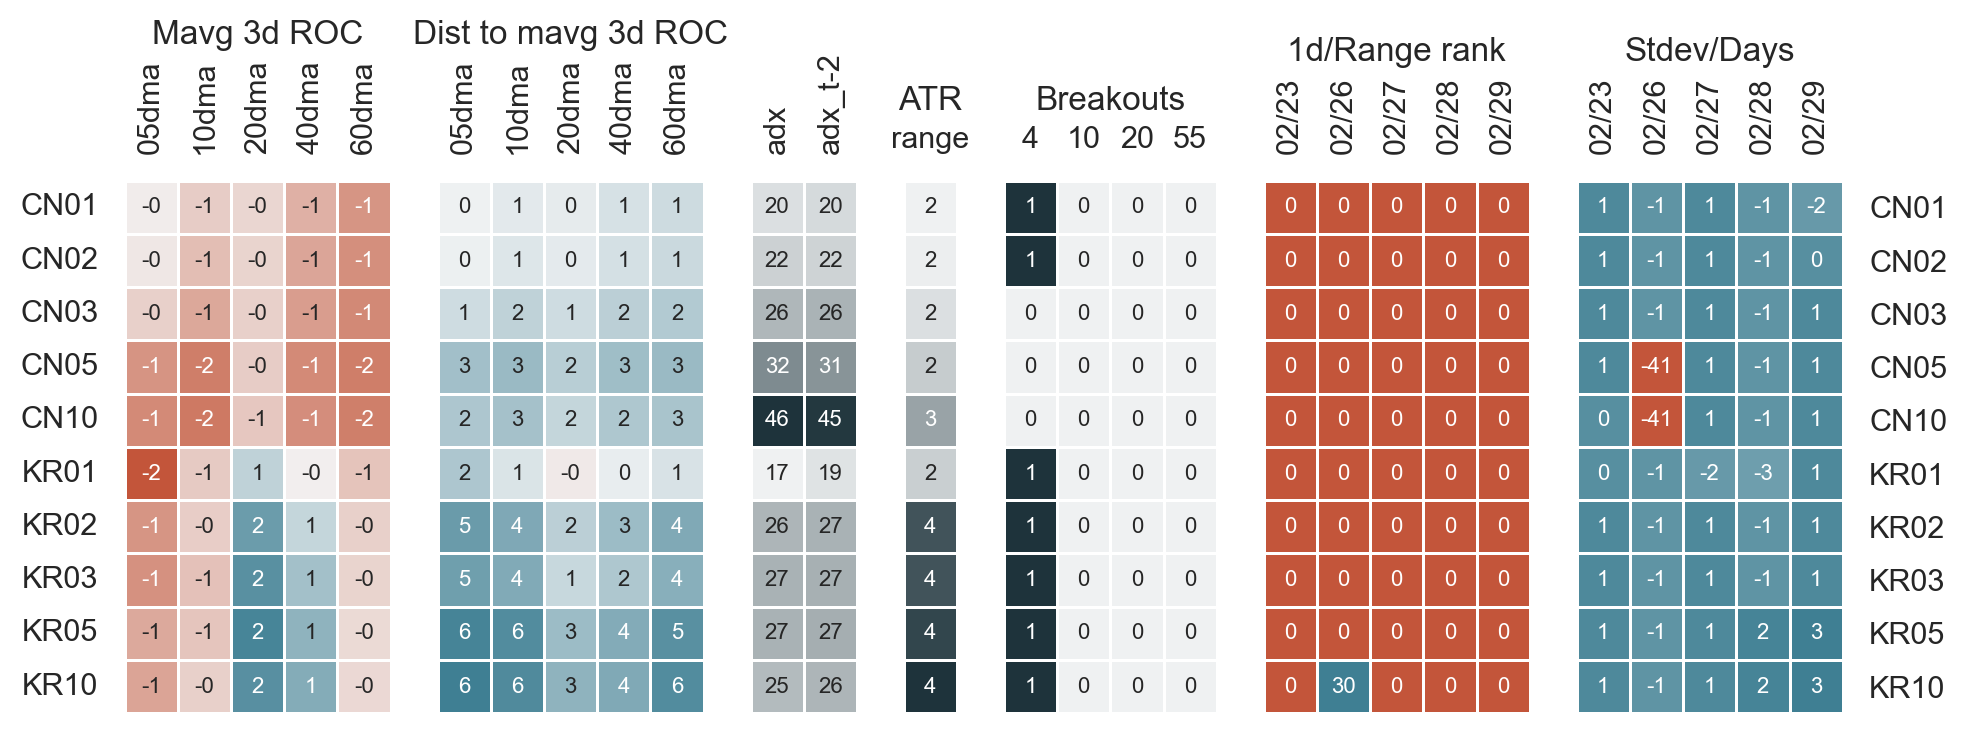 Mavg 3d ROC Dist to mavg 3d ROC 1d/Range rank Stdev/Days
ATR Breakouts
05dma 10dma 20dma 40dma 60dma 05dma 10dma 20dma 40dma 60dma adx adx_t-2 range 4 10 20 55 02/23 02/26 02/27 02/28 02/29 02/23 02/26 02/27 02/28 02/29
CN01 -0 -1 -0 -1 -1 0 1 0 1 1 20 20 2 1 0 0 0 0 0 0 0 0 1 -1 1 -1 -2 CN01
CN02 -0 -1 -0 -1 -1 0 1 0 1 1 22 22 2 1 0 0 0 0 0 0 0 0 1 -1 1 -1 0 CN02
CN03 -0 -1 -0 -1 -1 1 2 1 2 2 26 26 2 0 0 0 0 0 0 0 0 0 1 -1 1 -1 1 CN03
CN05 -1 -2 -0 -1 -2 3 3 2 3 3 32 31 2 0 0 0 0 0 0 0 0 0 1 -41 1 -1 1 CN05
CN10 -1 -2 -1 -1 -2 2 3 2 2 3 46 45 3 0 0 0 0 0 0 0 0 0 0 -41 1 -1 1 CN10
KR01 -2 -1 1 -0 -1 2 1 -0 0 1 17 19 2 1 0 0 0 0 0 0 0 0 0 -1 -2 -3 1 KR01
KR02 -1 -0 2 1 -0 5 4 2 3 4 26 27 4 1 0 0 0 0 0 0 0 0 1 -1 1 -1 1 KR02
KR03 -1 -1 2 1 -0 5 4 1 2 4 27 27 4 1 0 0 0 0 0 0 0 0 1 -1 1 -1 1 KR03
KR05 -1 -1 2 1 -0 6 6 3 4 5 27 27 4 1 0 0 0 0 0 0 0 0 1 -1 1 2 3 KR05
KR10 -1 -0 2 1 -0 6 6 3 4 6 25 26 4 1 0 0 0 0 30 0 0 0 1 -1 1 2 3 KR10